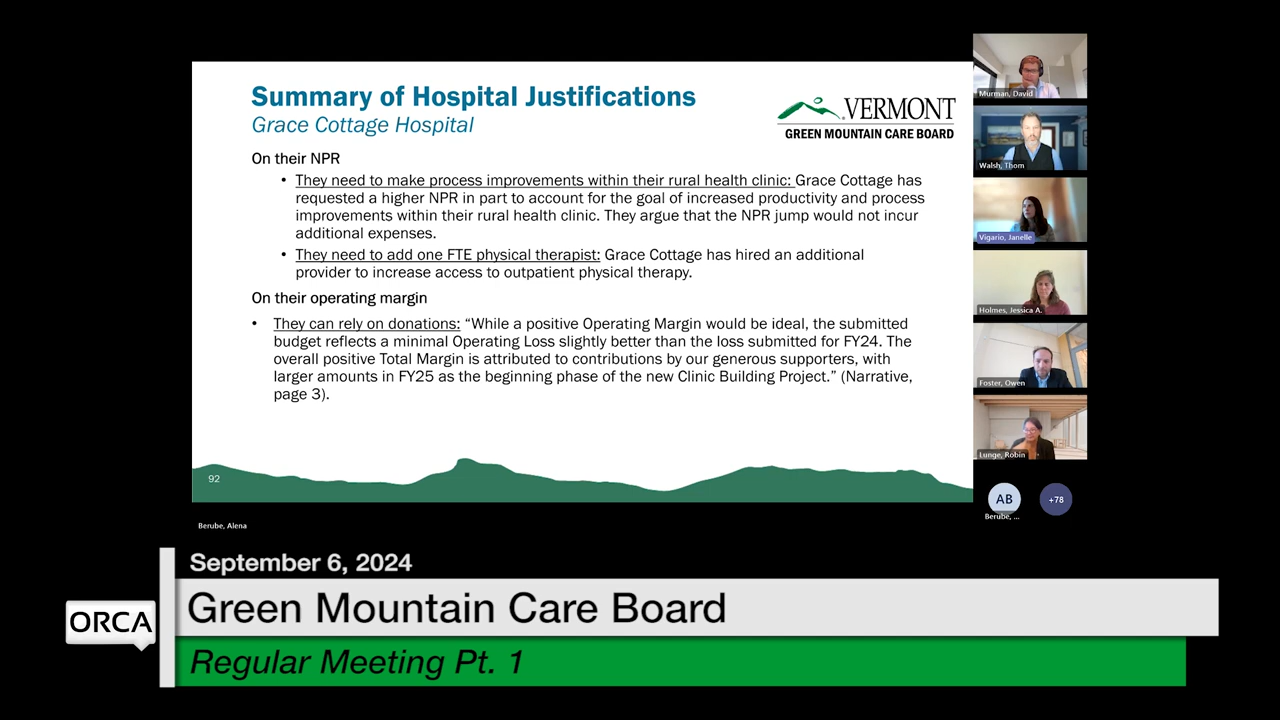 Summary of Hospital Justifications
Grace Cottage Hospital
VERMONT
GREEN MOUNTAIN CARE BOARD
On their NPR
• They need to make process improvements within their rural health clinic: Grace Cottage has
requested a higher NPR in part to account for the goal of increased productivity and process
improvements within their rural health clinic. They argue that the NPR jump would not incur
additional expenses.
• They need to add one FTE physical therapist: Grace Cottage has hired an additional
provider to increase access to outpatient physical therapy.
On their operating margin
• They can rely on donations: “While a positive Operating Margin would be ideal, the submitted
budget reflects a minimal Operating Loss slightly better than the loss submitted for FY24. The
overall positive Total Margin is attributed to contributions by our generous supporters, with
larger amounts in FY25 as the beginning phase of the new Clinic Building Project.” (Narrative,
page 3).
92
Murman, David
Walsh, Thom
Vigario, Janelle
Holmes, Jessica A.
Foster, Owen
Lunge, Robin
AB
+78
Berube, ...
Berube, Alena
September 6, 2024
ORCA
Green Mountain Care Board
Regular Meeting Pt. 1